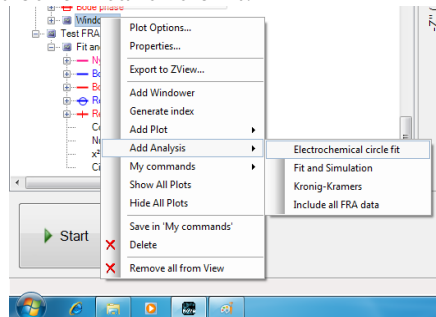 Bode phase
Windo
Test FRA
Fit an
Ny
Bo
Bo
Re
Re
Co
Nu
x²
Ci
Plot Options...
Properties...
Export to ZView...
Add Windower
Generate index
Add Plot
Add Analysis
My commands
Show All Plots
Hide All Plots
Save in 'My commands'
Delete
Remove all from View
Electrochemical circle fit
Fit and Simulation
Kronig-Kramers
Include all FRA data
Start